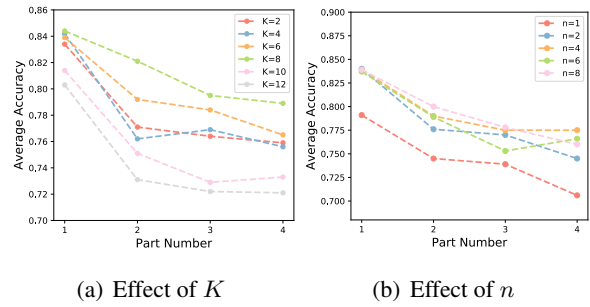 0.86
0.84
0.82
0.80
0.78
0.76
0.74
0.72
0.70
Average Accuracy
1 2 3 4
Part Number
K=2
K=4
K=6
K=8
K=10
K=12
(a) Effect of K
0.900
0.875
0.850
0.825
0.800
0.775
0.750
0.725
0.700
Average Accuracy
1 2 3 4
Part Number
n=1
n=2
n=4
n=6
n=8
(b) Effect of n